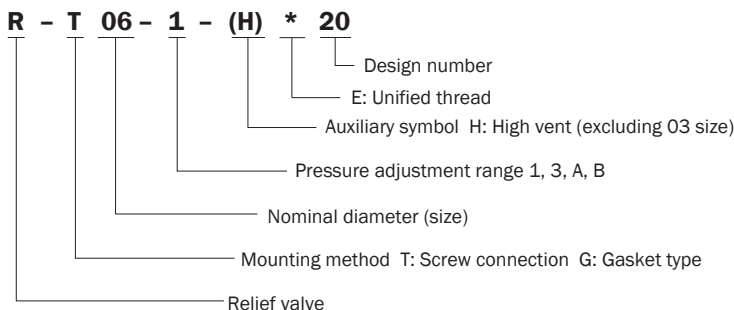 R – T 06 – 1 – (H) * 20
Design number
E: Unified thread
Auxiliary symbol H: High vent (excluding 03 size)
Pressure adjustment range 1, 3, A, B
Nominal diameter (size)
Mounting method T: Screw connection G: Gasket type
Relief valve